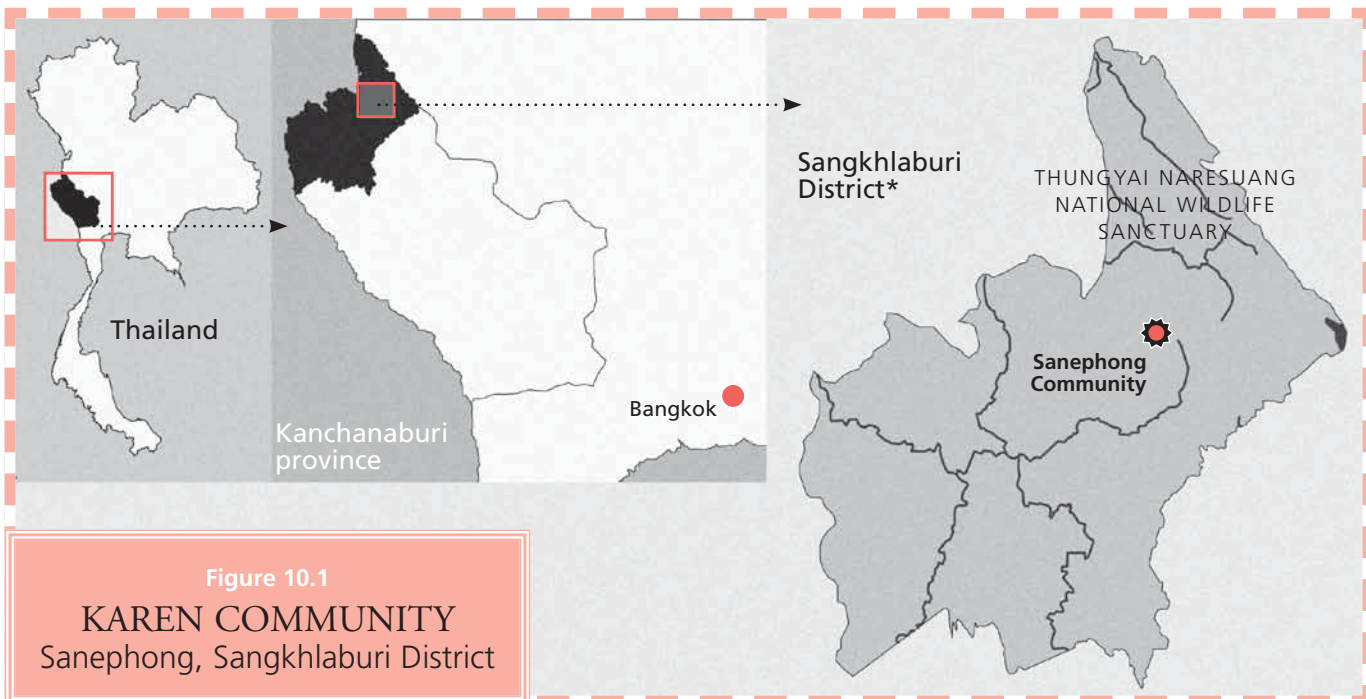 Thailand
Kanchanaburi
province
Bangkok
Sangkhlaburi
District*
THUNGYAI NARESUANG
NATIONAL WILDLIFE
SANCTUARY
Sanephong
Community
Figure 10.1
KAREN COMMUNITY
Sanephong, Sangkhlaburi District